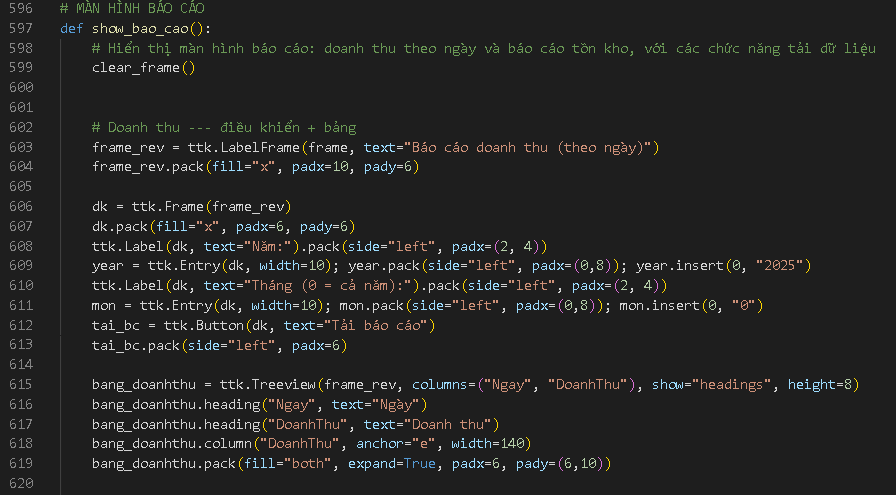 596 # MÀN HÌNH BÁO CÁO
597 def show_bao_cao():
598     # Hiển thị màn hình báo cáo: doanh thu theo ngày và báo cáo tồn kho, với các chức năng tải dữ liệu
599     clear_frame()
600
601
602     # Doanh thu --- điều khiển + bảng
603     frame_rev = ttk.LabelFrame(frame, text="Báo cáo doanh thu (theo ngày)")
604     frame_rev.pack(fill="x", padx=10, pady=6)
605
606     dk = ttk.Frame(frame_rev)
607     dk.pack(fill="x", padx=6, pady=6)
608     ttk.Label(dk, text="Năm:").pack(side="left", padx=(2, 4))
609     year = ttk.Entry(dk, width=10); year.pack(side="left", padx=(0,8)); year.insert(0, "2025")
610     ttk.Label(dk, text="Tháng (0 = cả năm):").pack(side="left", padx=(2, 4))
611     mon = ttk.Entry(dk, width=10); mon.pack(side="left", padx=(0,8)); mon.insert(0, "0")
612     tai_bc = ttk.Button(dk, text="Tải báo cáo")
613     tai_bc.pack(side="left", padx=6)
614
615     bang_doanhthu = ttk.Treeview(frame_rev, columns=("Ngay", "DoanhThu"), show="headings", height=8)
616     bang_doanhthu.heading("Ngay", text="Ngày")
617     bang_doanhthu.heading("DoanhThu", text="Doanh thu")
618     bang_doanhthu.column("DoanhThu", anchor="e", width=140)
619     bang_doanhthu.pack(fill="both", expand=True, padx=6, pady=(6,10))
620